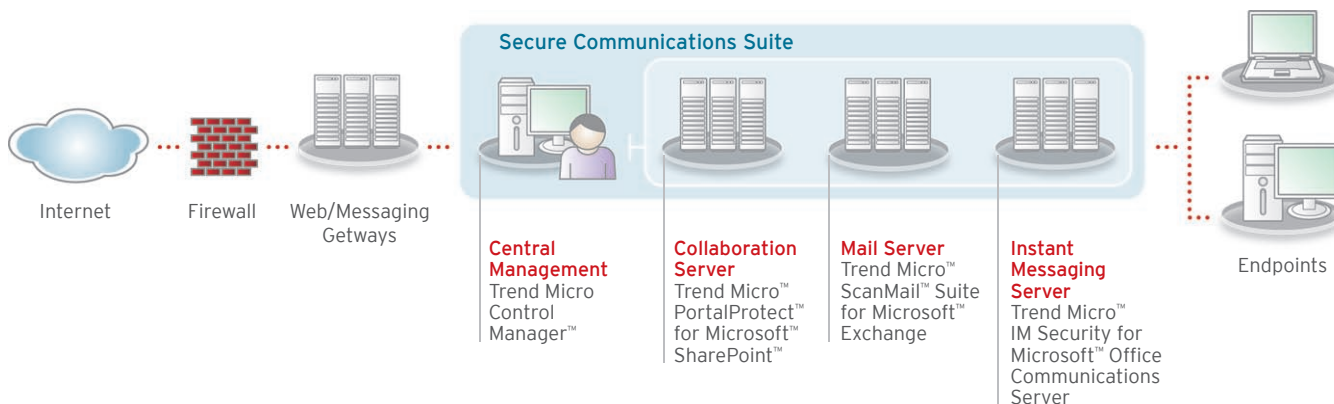 Secure Communications Suite
Internet
Firewall
Web/Messaging
Getways
Central
Management
Trend Micro
Control
Manager™
Collaboration
Server
Trend Micro™
PortalProtect™
for Microsoft™
SharePoint™
Mail Server
Trend Micro™
ScanMail™ Suite
for Microsoft™
Exchange
Instant
Messaging
Server
Trend Micro™
IM Security for
Microsoft™ Office
Communications
Server
Endpoints